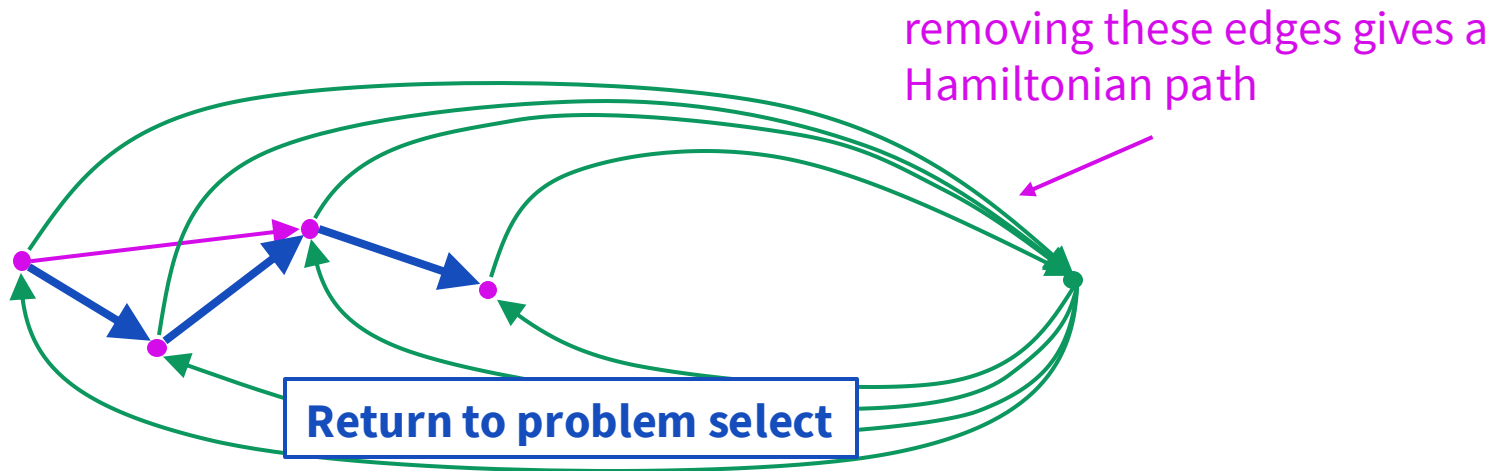 removing these edges gives a
Hamiltonian path
Return to problem select